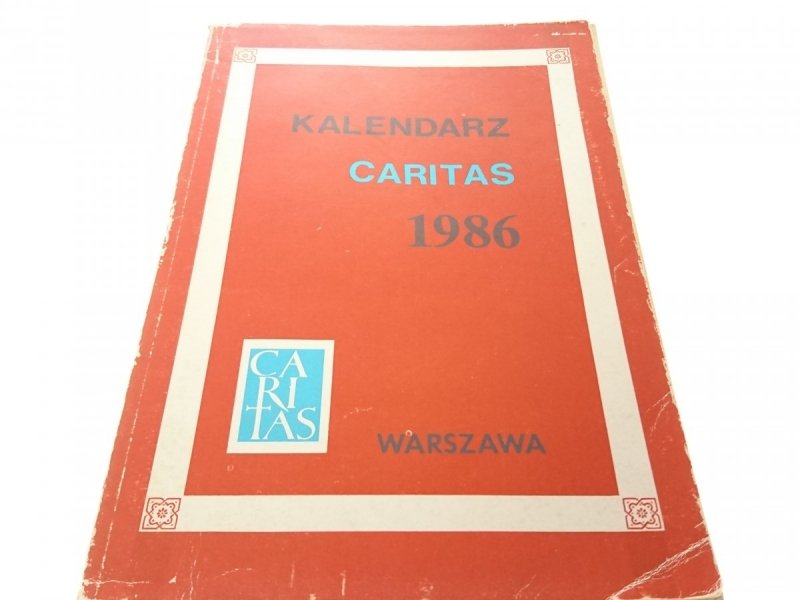 KALENDARZ
CARITAS
1986
CA
RI
TAS
WARSZAWA